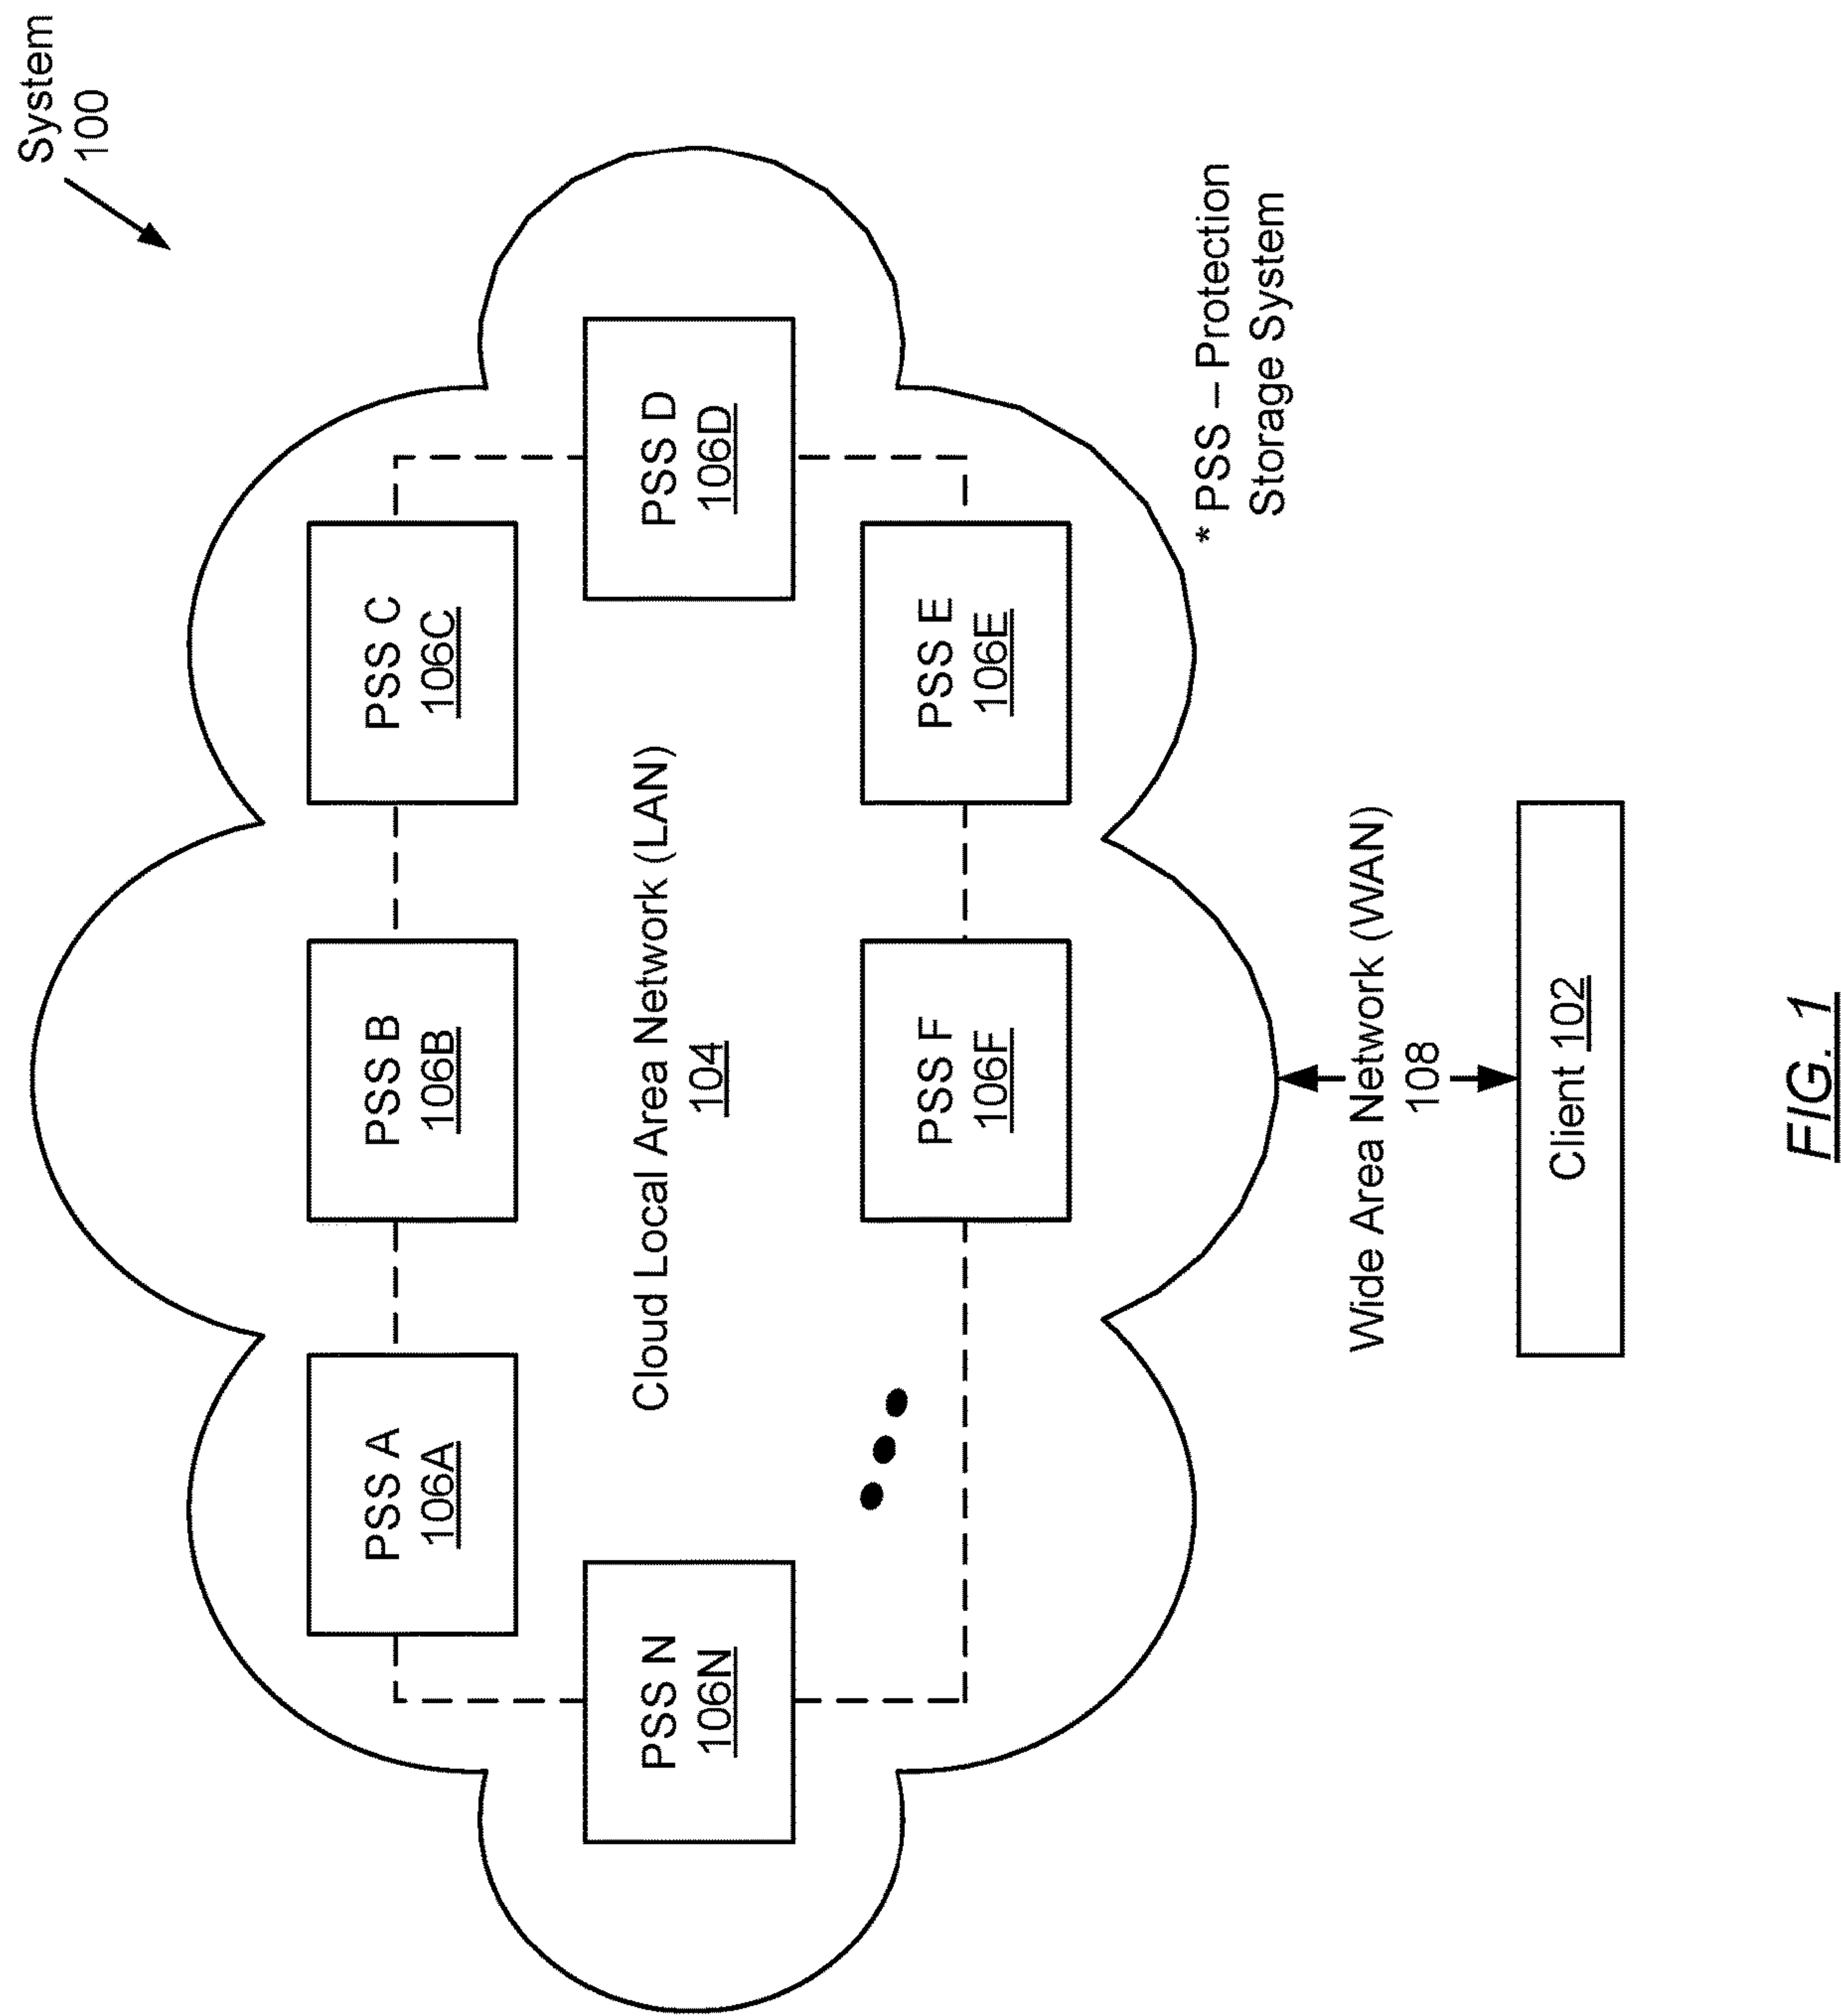 System
100
PSS A
106A
PSS B
106B
PSS C
106C
PSS N
106N
Cloud Local Area Network (LAN)
104
PSS D
106D
PSS F
106F
PSS E
106E
* PSS – Protection
Storage System
Wide Area Network (WAN)
108
Client 102
FIG. 1